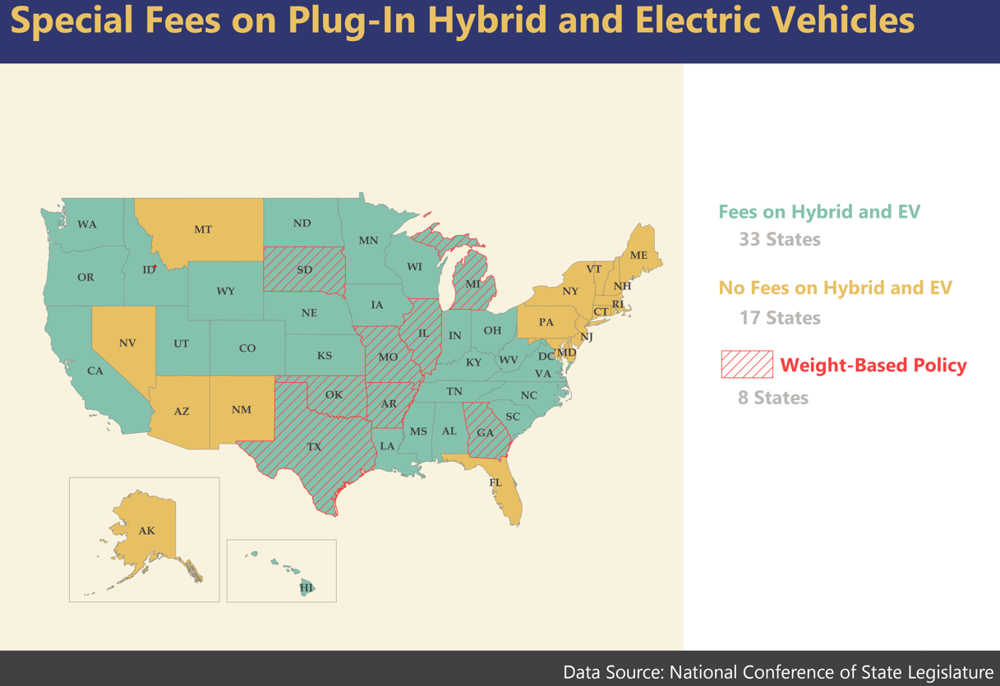 Special Fees on Plug-In Hybrid and Electric Vehicles
WA
MT
ND
MN
OR
ID
SD
WI
MI
WY
NE
IA
NV
UT
CO
KS
MO
IL
IN
OH
CA
KY
WV
VA
DC
MD
PA
NJ
NY
CT
RI
VT
NH
ME
AZ
NM
OK
AR
TN
NC
SC
MS
AL
GA
TX
LA
FL
AK
HI
Fees on Hybrid and EV
33 States
No Fees on Hybrid and EV
17 States
Weight-Based Policy
8 States
Data Source: National Conference of State Legislature